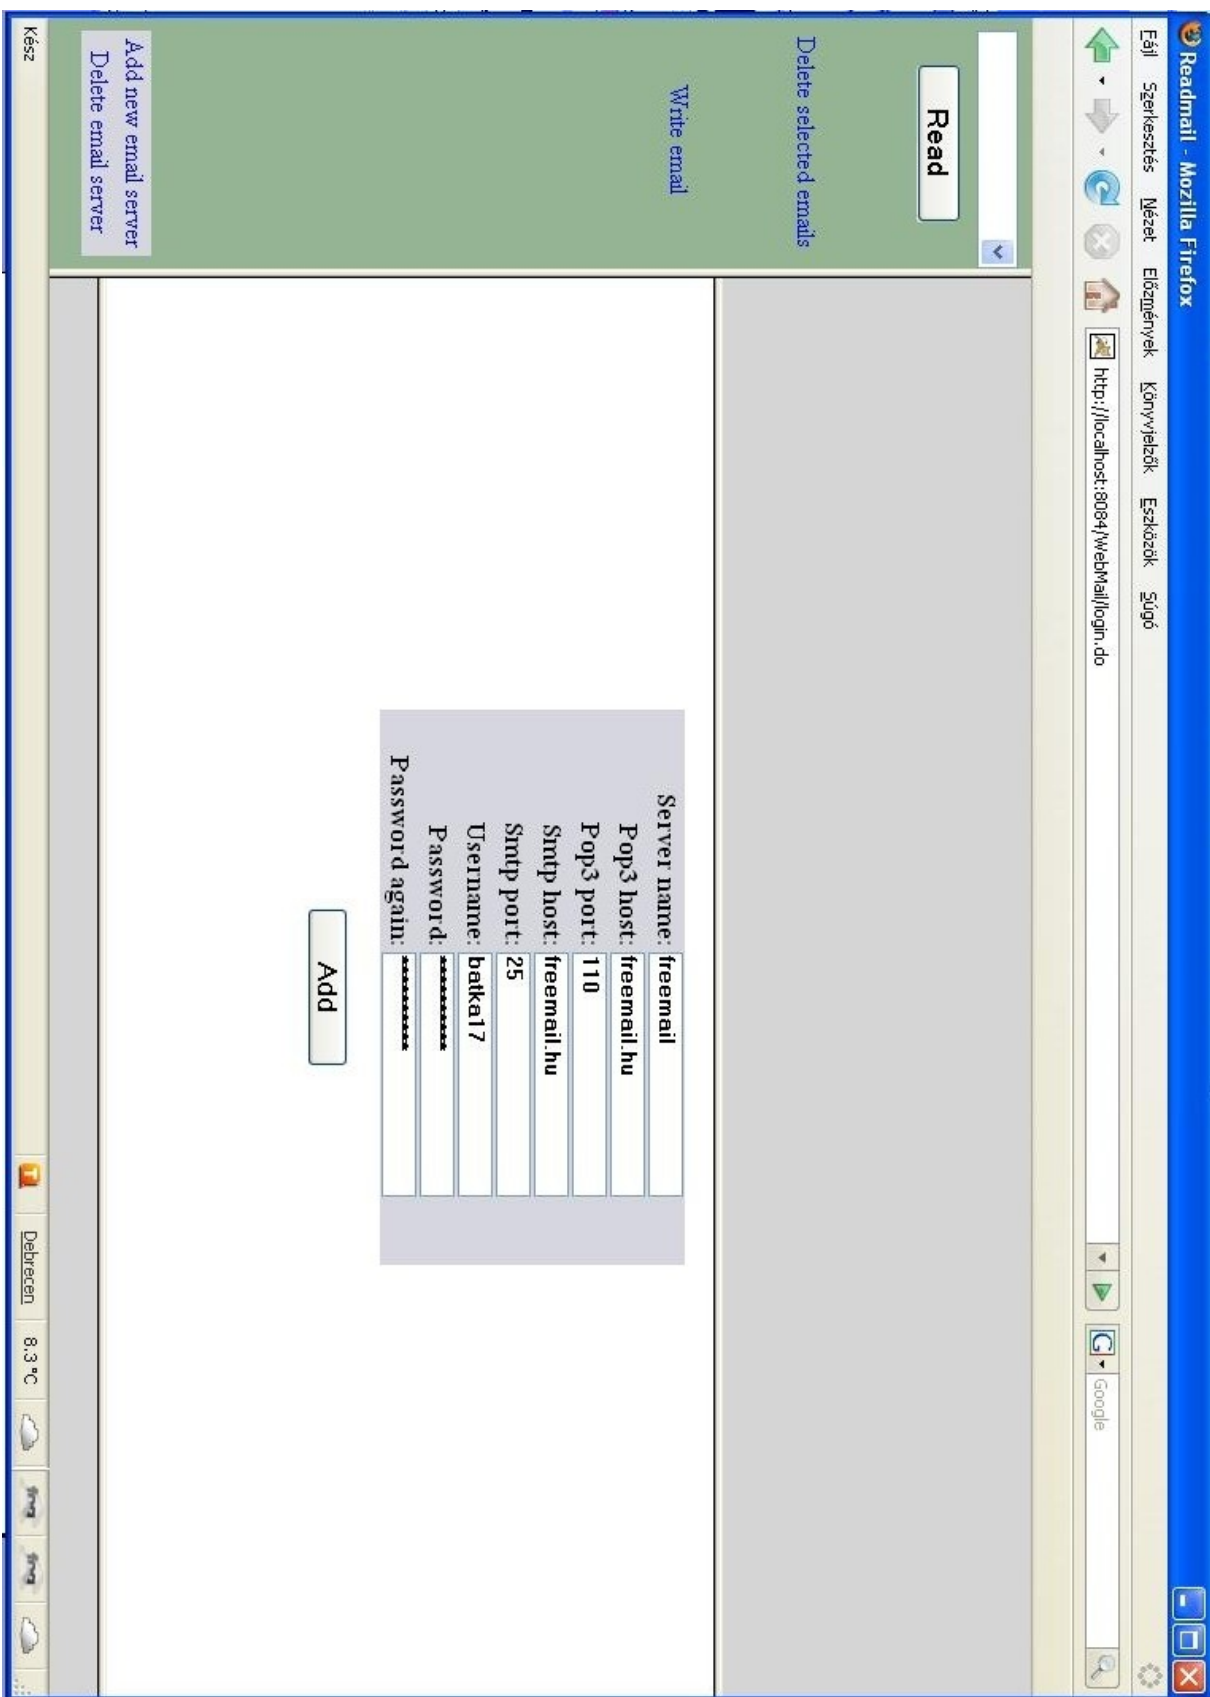 Readmail - Mozilla Firefox
Fájl Szerkesztés Nézet Előzmények Könyvjelzők Eszközök Súgó
http://localhost:8084/WebMail/login.do
Google
Read
Delete selected emails
Write email
Add new email server
Delete email server
Server name: freemail
Pop3 host: freemail.hu
Pop3 port: 110
Smtp host: freemail.hu
Smtp port: 25
Username: batka17
Password: **********
Password again: **********
Add
Kész
Debrecen 8.3 °C